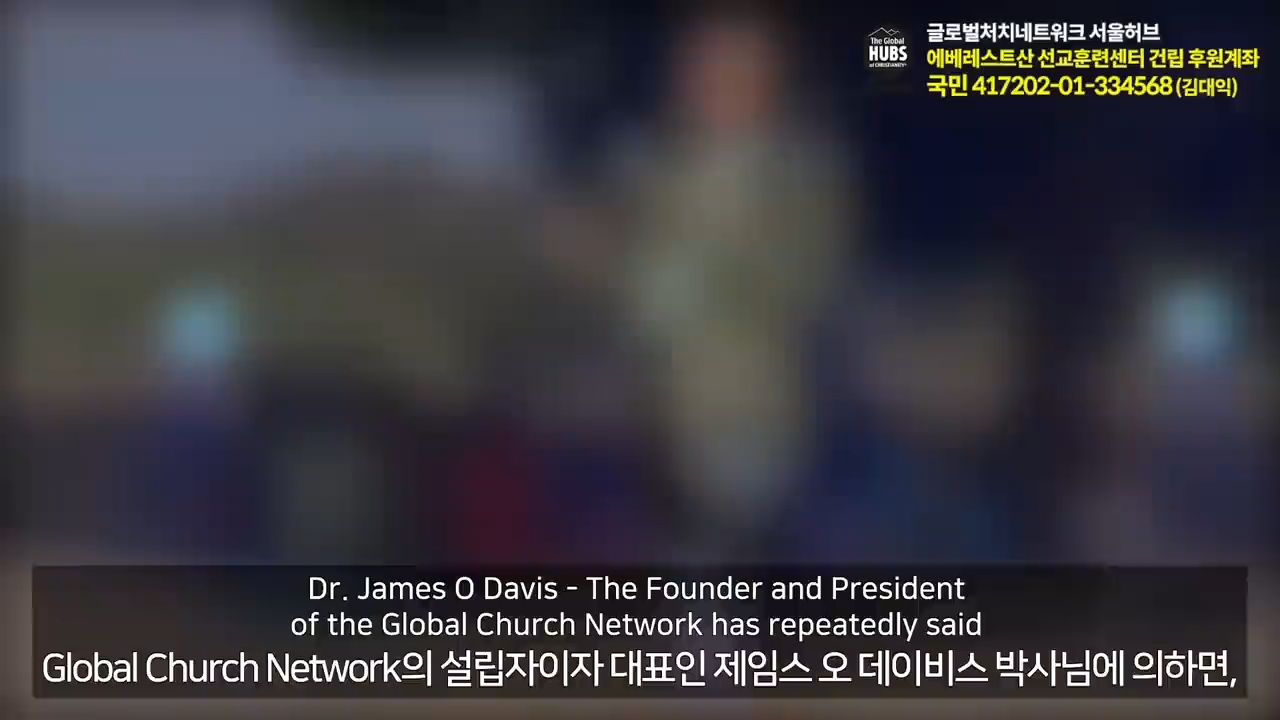 The Global
HUBS
of CHRISTIANITY
글로벌처치네트워크 서울허브
에베레스트산 선교훈련센터 건립 후원계좌
국민 417202-01-334568 (김대익)
Dr. James O Davis - The Founder and President
of the Global Church Network has repeatedly said
Global Church Network의 설립자이자 대표인 제임스 오 데이비스 박사님에 의하면,